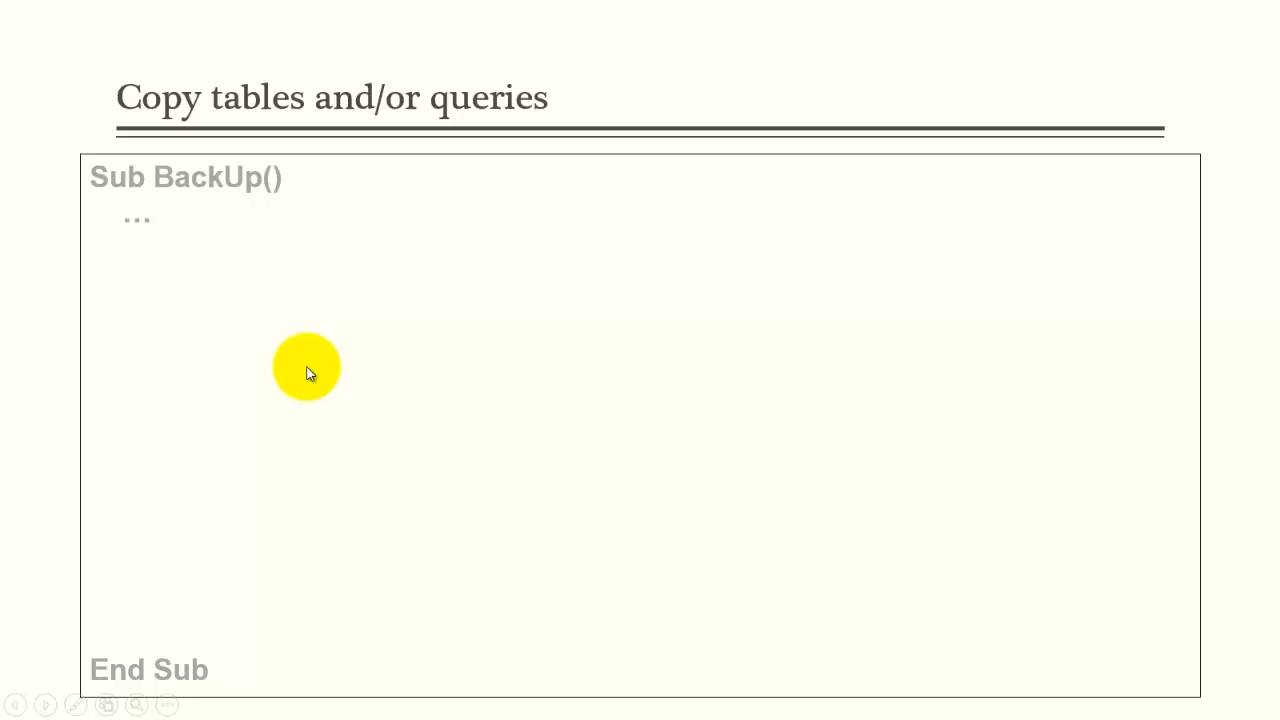 Copy tables and/or queries
Sub BackUp()
...
End Sub